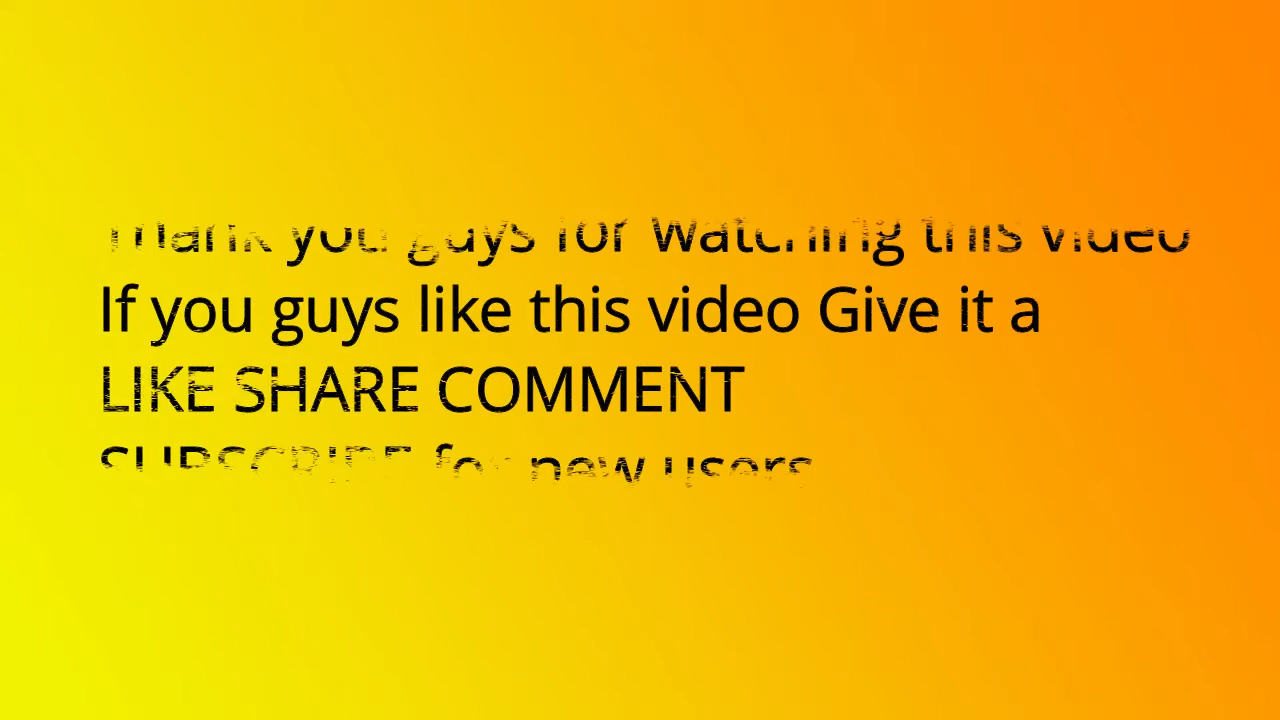 Thank you guys for watching this video
If you guys like this video Give it a
LIKE SHARE COMMENT
SUBSCRIBE for new users